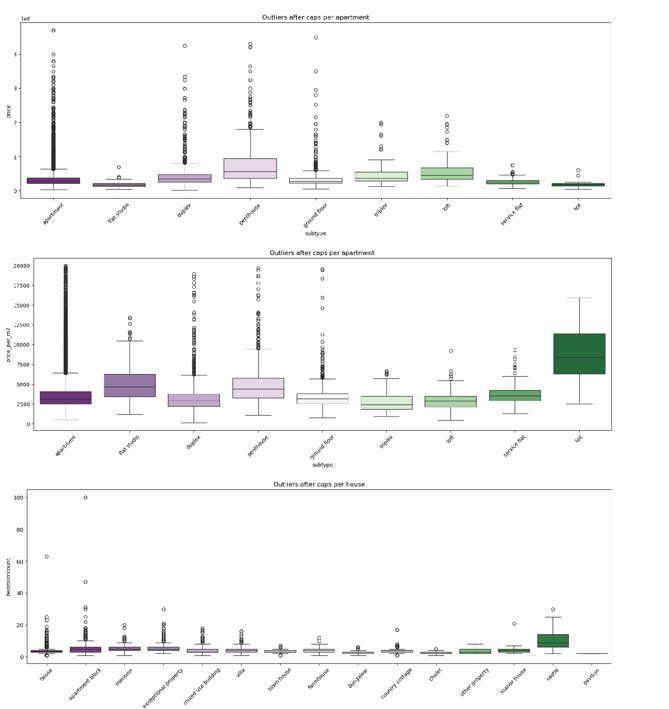 Outliers after caps per apartment
1e6
price
4
3
2
1
0
apartment
flat studio
duplex
penthouse
ground floor
triplex
loft
service flat
kot
subtype
Outliers after caps per apartment
price_per_m2
20000
17500
15000
12500
10000
7500
5000
2500
0
apartment
flat studio
duplex
penthouse
ground floor
triplex
loft
service flat
kot
subtype
Outliers after caps per house
bedroomcount
100
80
60
40
20
0
house
apartment block
mansion
exceptional property
mixed use building
villa
town house
farmhouse
bungalow
country cottage
chalet
other property
manor house
castle
pavilion